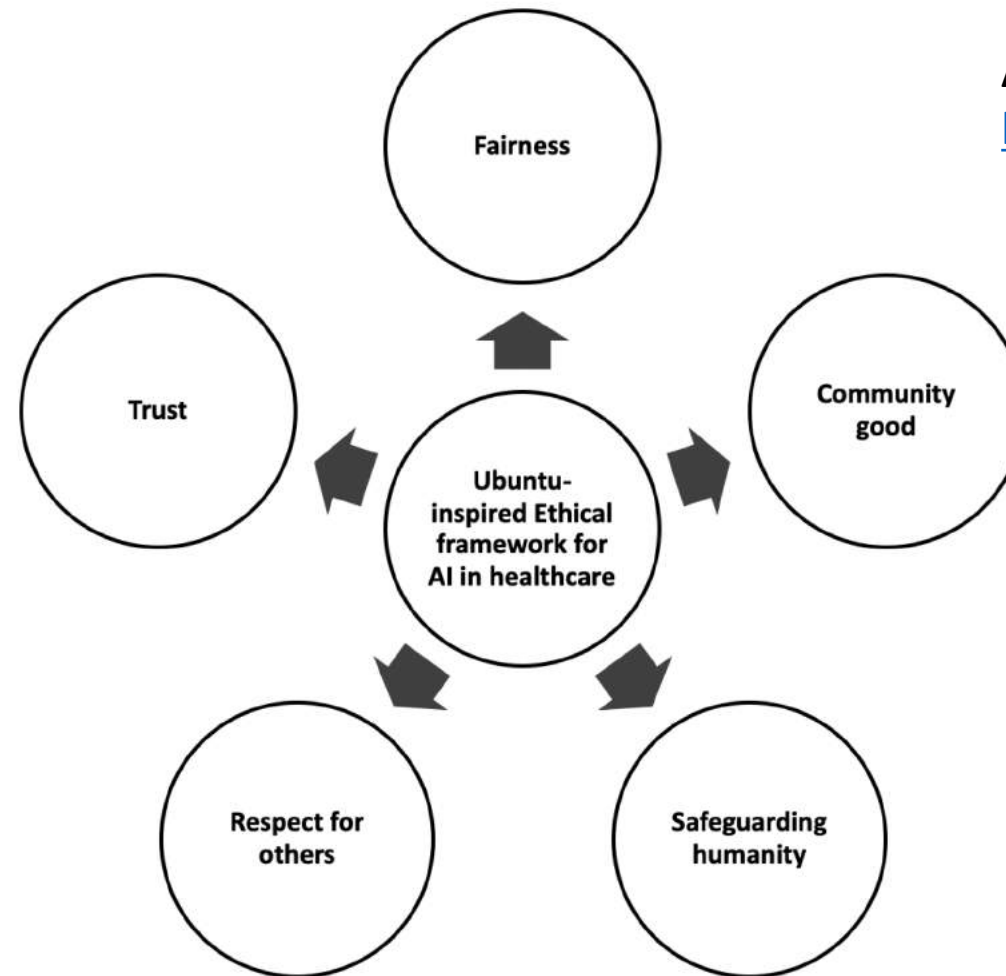 Fairness
Trust
Community
good
Ubuntu-
inspired Ethical
framework for
AI in healthcare
Respect for
others
Safeguarding
humanity